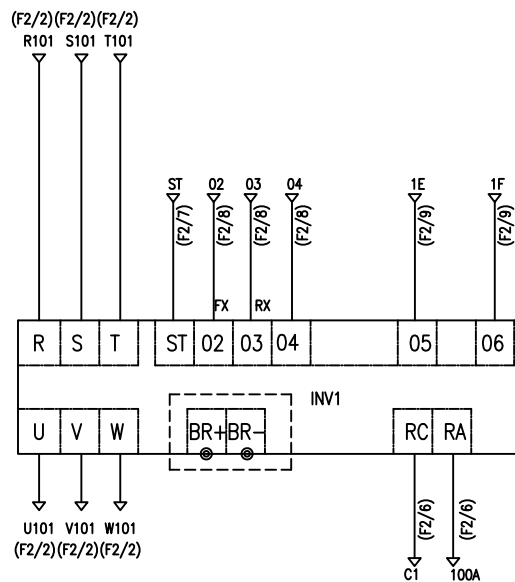 (F2/2) (F2/2) (F2/2)
R101 S101 T101
ST 02 03 04 1E 1F
(F2/7) (F2/8) (F2/8) (F2/8) (F2/9) (F2/9)
FX RX
R S T ST 02 03 04 05 06
INV1
U V W BR+ BR- RC RA
U101 V101 W101
(F2/2) (F2/2) (F2/2)
(F2/6) (F2/6)
C1 100A